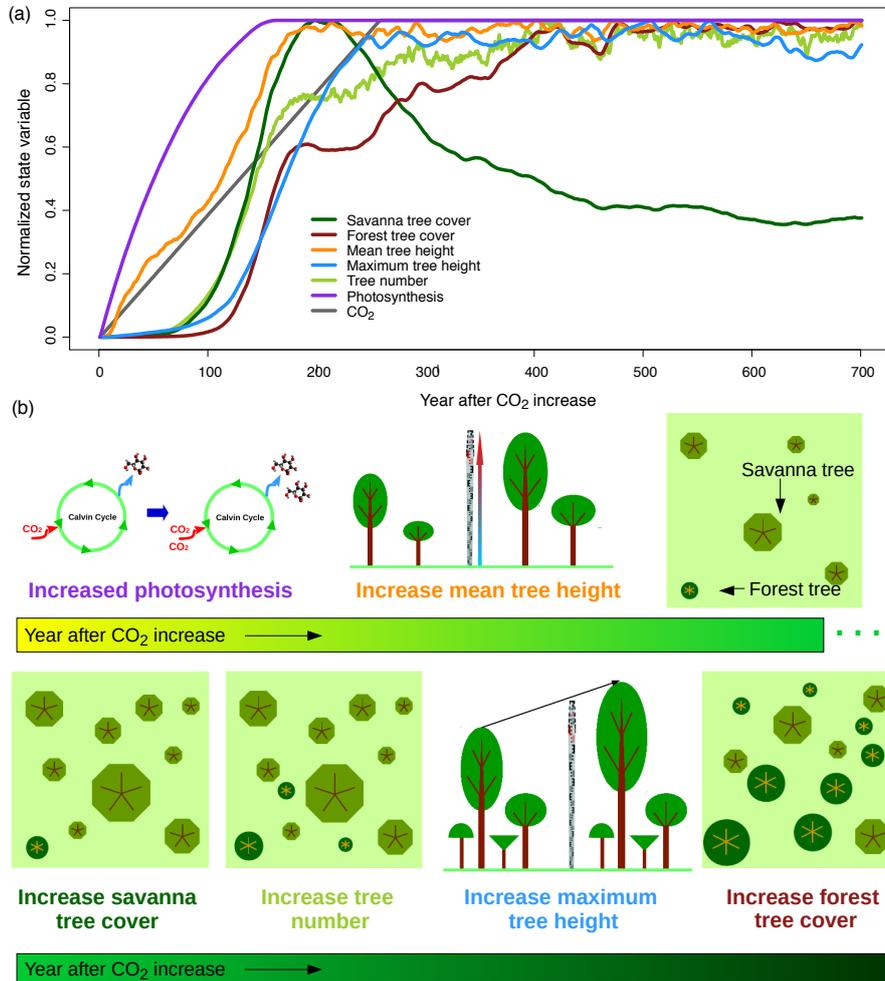 (a)
1.0
0.8
0.6
0.4
0.2
0.0
Normalized state variable
Savanna tree cover
Forest tree cover
Mean tree height
Maximum tree height
Tree number
Photosynthesis
CO2
0 100 200 300 400 500 600 700
Year after CO2 increase
(b)
Calvin Cycle
CO2
Calvin Cycle
CO2
CO2
Savanna tree
Forest tree
Increased photosynthesis
Increase mean tree height
Year after CO2 increase
Increase savanna
tree cover
Increase tree
number
Increase maximum
tree height
Increase forest
tree cover
Year after CO2 increase